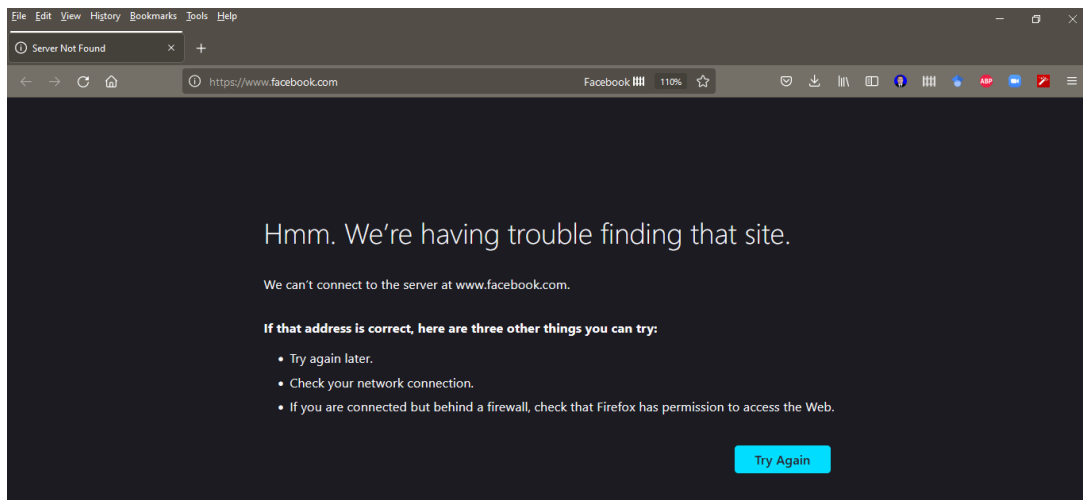 File Edit View History Bookmarks Tools Help
Server Not Found
https://www.facebook.com Facebook 110% ABP
Hmm. We're having trouble finding that site.
We can't connect to the server at www.facebook.com.
If that address is correct, here are three other things you can try:
• Try again later.
• Check your network connection.
• If you are connected but behind a firewall, check that Firefox has permission to access the Web.
Try Again